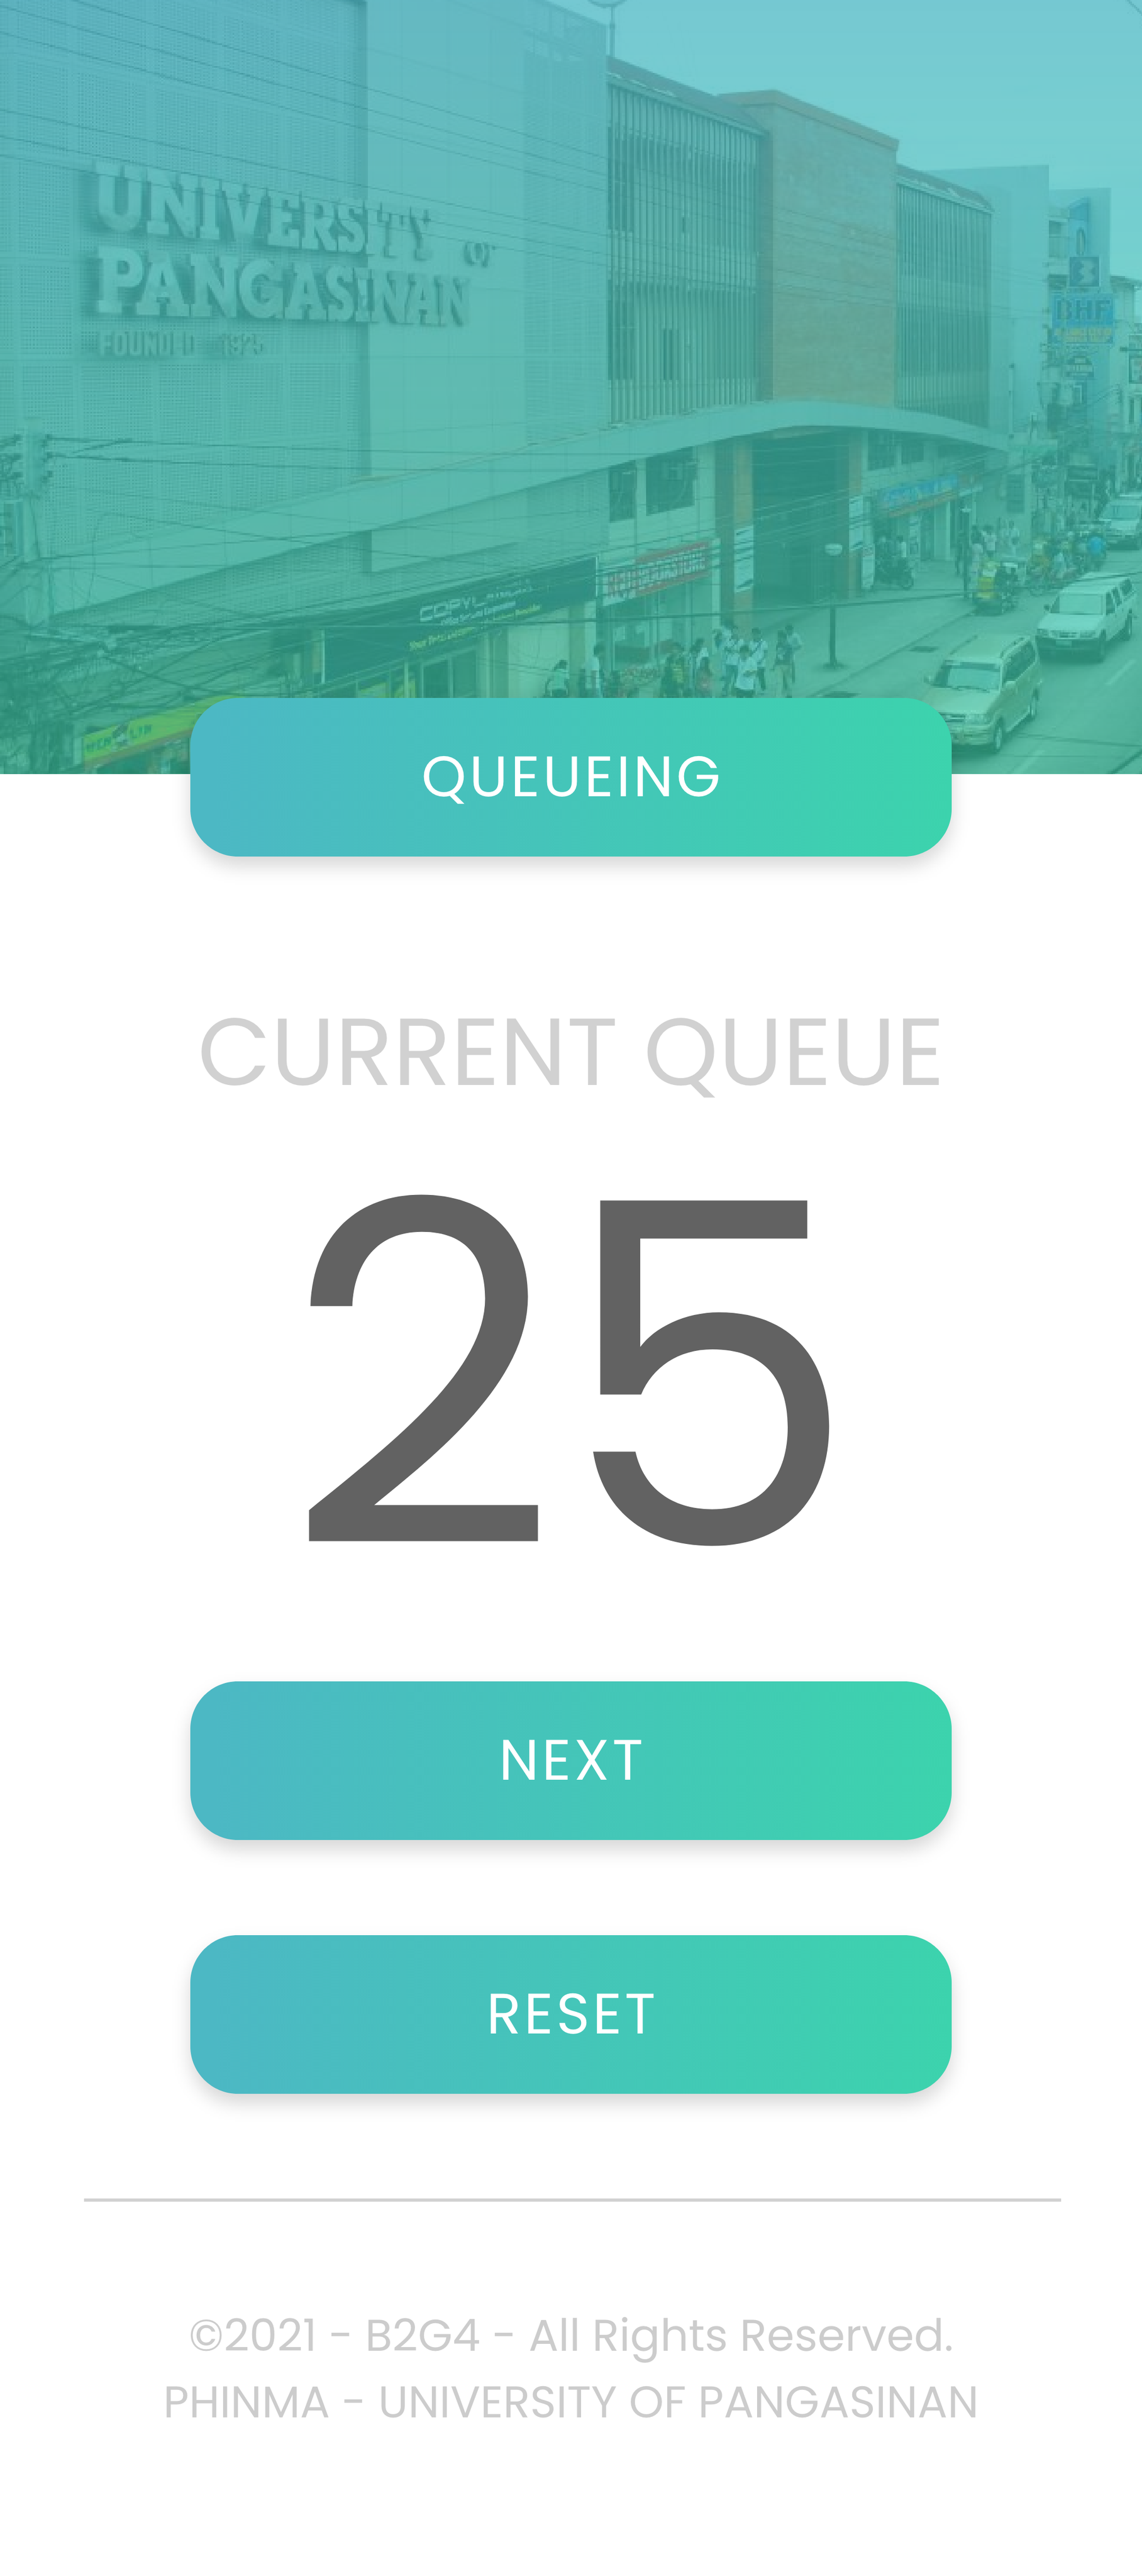 UNIVERSITY OF
PANGASINAN
FOUNDED 1925
BHF
QUEUEING
CURRENT QUEUE
25
NEXT
RESET
©2021 - B2G4 - All Rights Reserved.
PHINMA - UNIVERSITY OF PANGASINAN